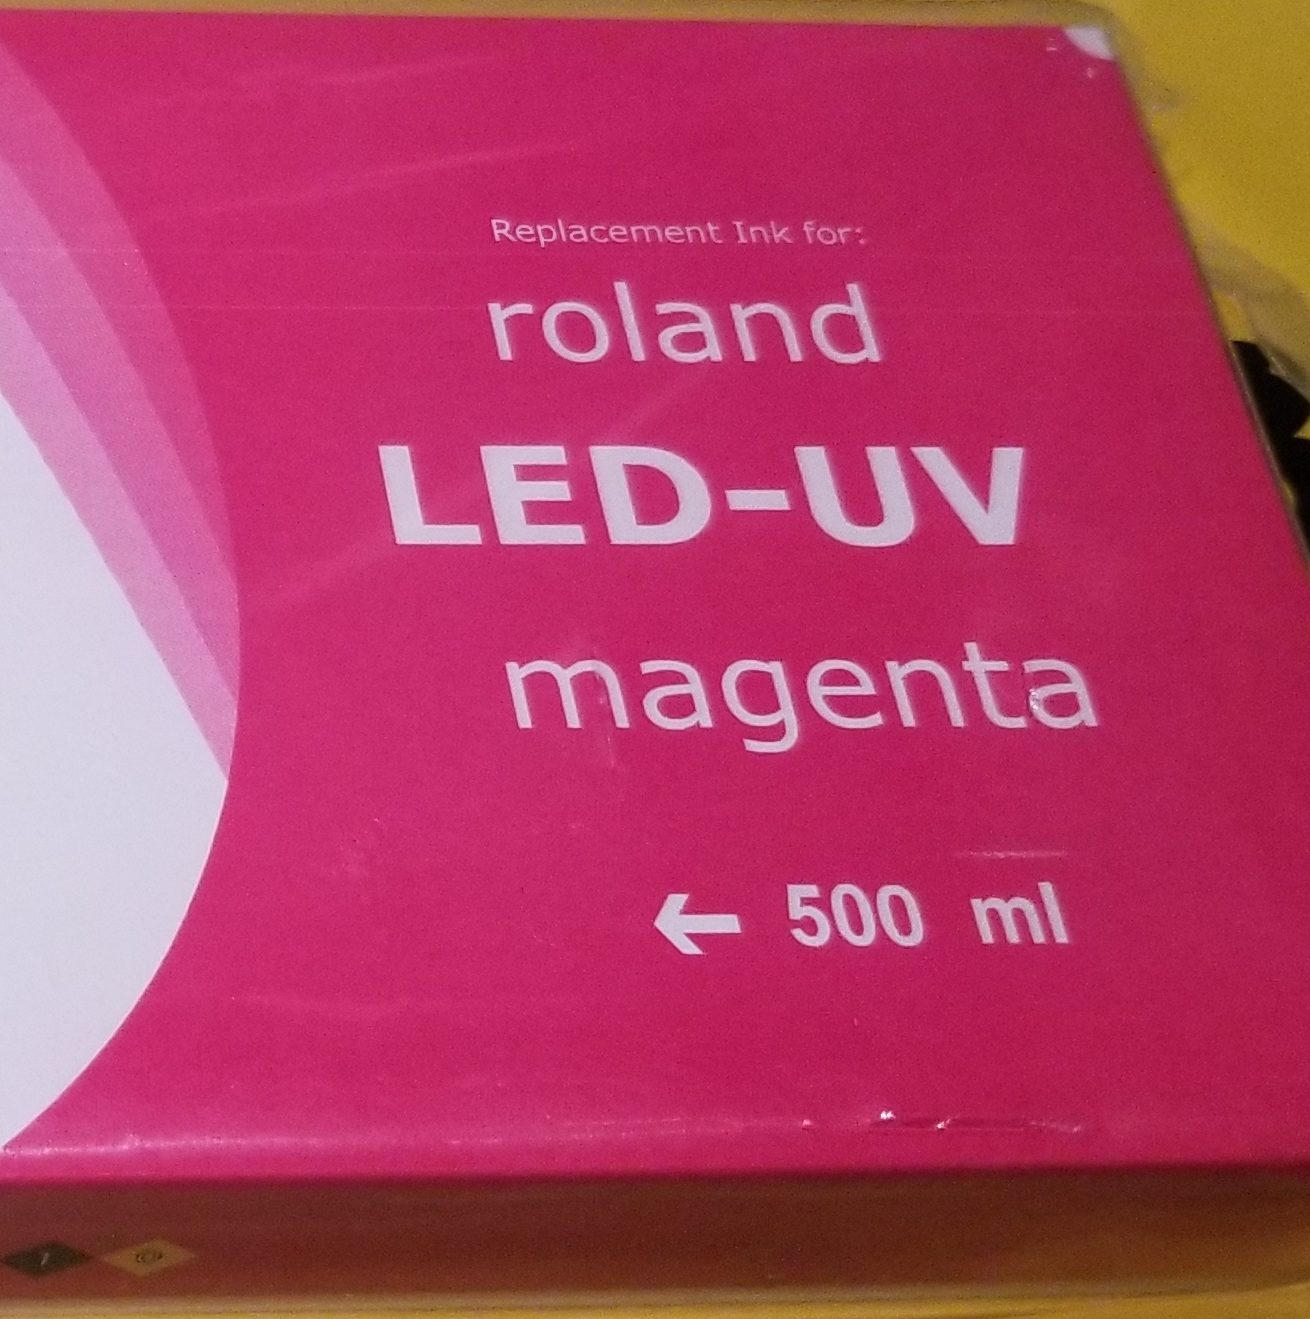 Replacement Ink for:
roland
LED-UV
magenta
← 500 ml